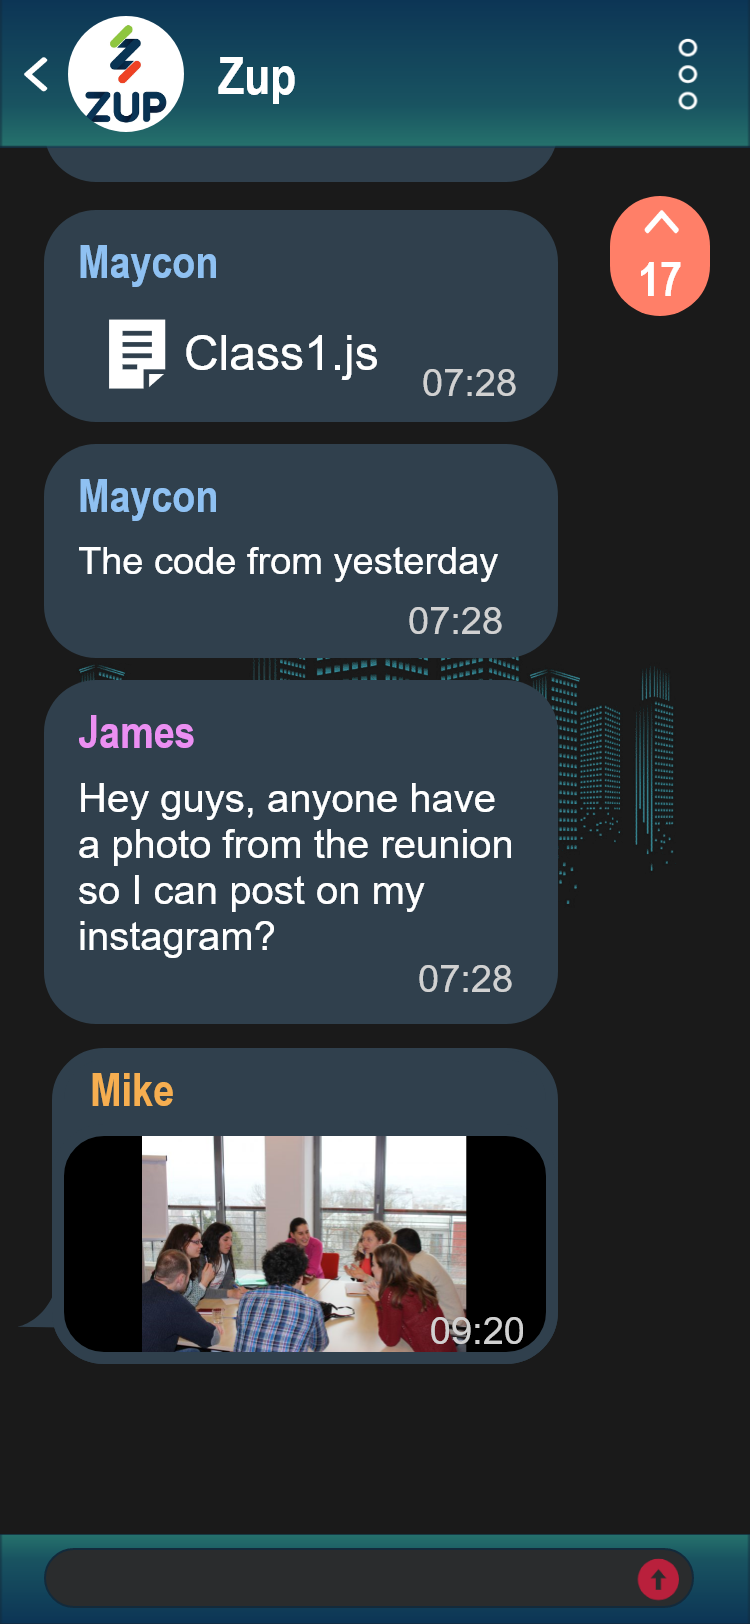 ZUP
Zup
17
Maycon
Class1.js
07:28
Maycon
The code from yesterday
07:28
James
Hey guys, anyone have
a photo from the reunion
so I can post on my
instagram?
07:28
Mike
09:20